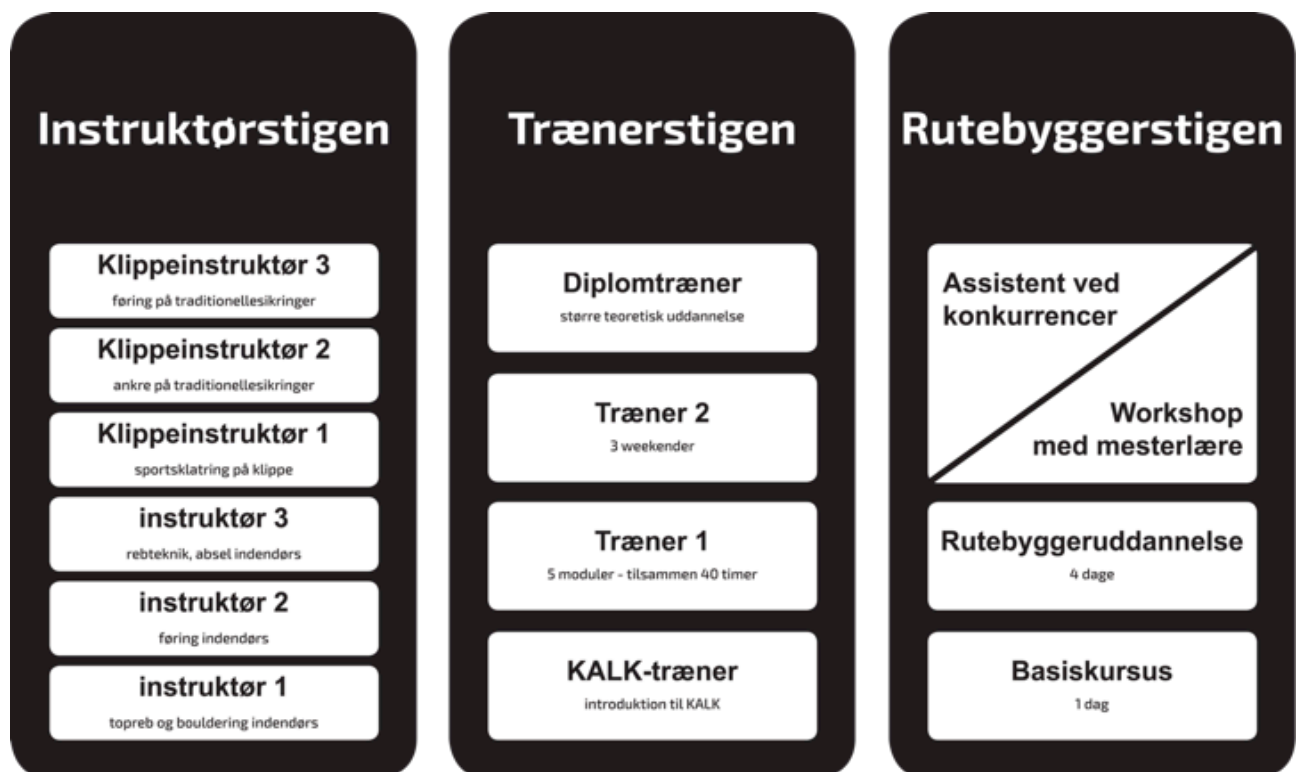 Instruktørstigen
Klippeinstruktør 3
føring på traditionellesikringer
Klippeinstruktør 2
ankre på traditionellesikringer
Klippeinstruktør 1
sportsklatring på klippe
instruktør 3
rebteknik, absel indendørs
instruktør 2
føring indendørs
instruktør 1
topreb og bouldering indendørs
Trænerstigen
Diplomtræner
større teoretisk uddannelse
Træner 2
3 weekender
Træner 1
5 moduler - tilsammen 40 timer
KALK-træner
introduktion til KALK
Rutebyggerstigen
Assistent ved
konkurrencer
Workshop
med mesterlære
Rutebyggeruddannelse
4 dage
Basiskursus
1 dag